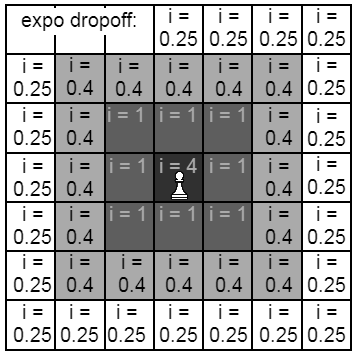 expo dropoff: i = i = i = i =
0.25 0.25 0.25 0.25
i = i = i = i = i = i = i =
0.25 0.4 0.4 0.4 0.4 0.4 0.25
i = i = i = 1 i = 1 i = 1 i = i =
0.25 0.4 0.4 0.25
i = i = i = 1 i = 4 i = 1 i = i =
0.25 0.4 0.4 0.25
i = i = i = 1 i = 1 i = 1 i = i =
0.25 0.4 0.4 0.25
i = i = i = i = i = i = i =
0.25 0.4 0.4 0.4 0.4 0.4 0.25
i = i = i = i = i = i = i =
0.25 0.25 0.25 0.25 0.25 0.25 0.25